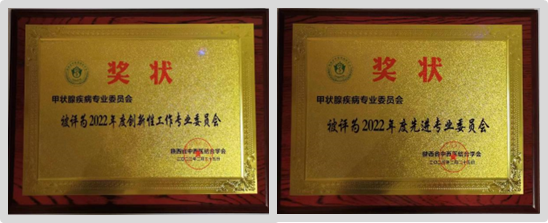 奖状
甲状腺疾病专业委员会
被评为2022年度创新性工作专业委员会
陕西省中西医结合学会
奖状
甲状腺疾病专业委员会
被评为2022年度先进专业委员会
陕西省中西医结合学会